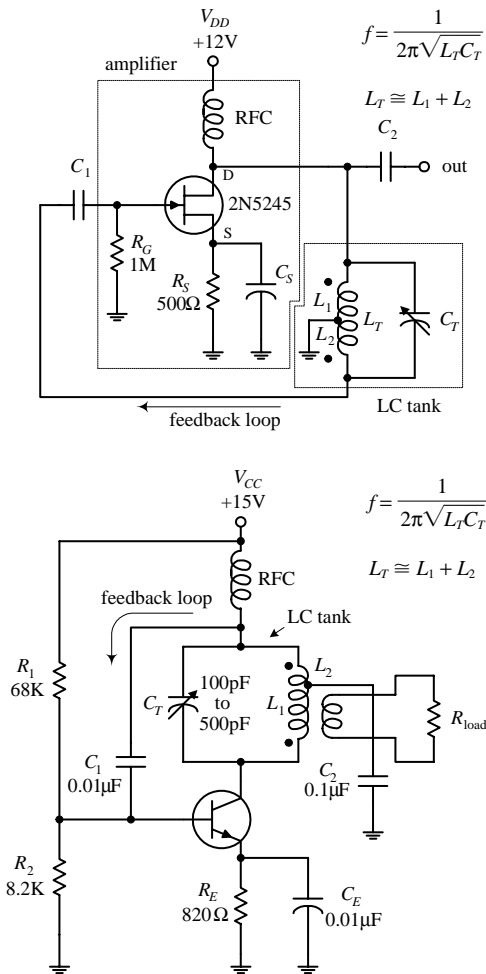 V_DD
+12V
f = 1 / 2π√L_T C_T
amplifier
L_T ≅ L_1 + L_2
RFC
C_2
C_1
D
out
2N5245
S
R_G
1M
R_S
500Ω
C_S
L_1
L_2
L_T
C_T
feedback loop
LC tank
V_CC
+15V
f = 1 / 2π√L_T C_T
RFC
L_T ≅ L_1 + L_2
feedback loop
LC tank
R_1
68K
C_T
100pF
to
500pF
L_2
L_1
R_load
C_1
0.01μF
C_2
0.1μF
R_2
8.2K
R_E
820Ω
C_E
0.01μF